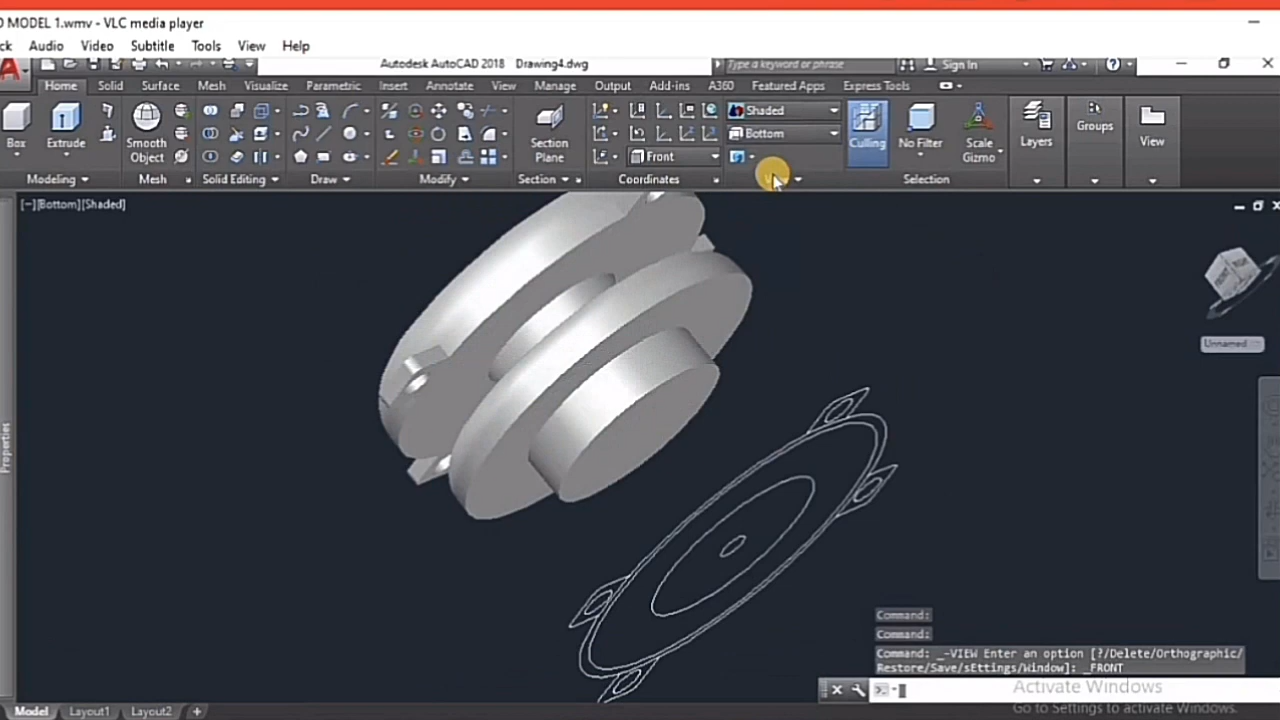 D MODEL 1.wmv - VLC media player
ck Audio Video Subtitle Tools View Help
Autodesk AutoCAD 2018 Drawing4.dwg
Type a keyword or phrase
Sign In
Home Solid Surface Mesh Visualize Parametric Insert Annotate View Manage Output Add-ins A360 Featured Apps Express Tools
Shaded
Bottom
Front
Box
Extrude
Smooth
Object
Section
Plane
Culling
No Filter
Scale
Gizmo
Layers
Groups
View
Modeling Mesh Solid Editing Draw Modify Section Coordinates Selection
[−][Bottom][Shaded]
Unnamed
Properties
Command:
Command:
Command: _-VIEW Enter an option [?/Delete/Orthographic/
Restore/Save/sEttings/Window]: _FRONT
Activate Windows
Go to Settings to activate Windows.
Model Layout1 Layout2 +